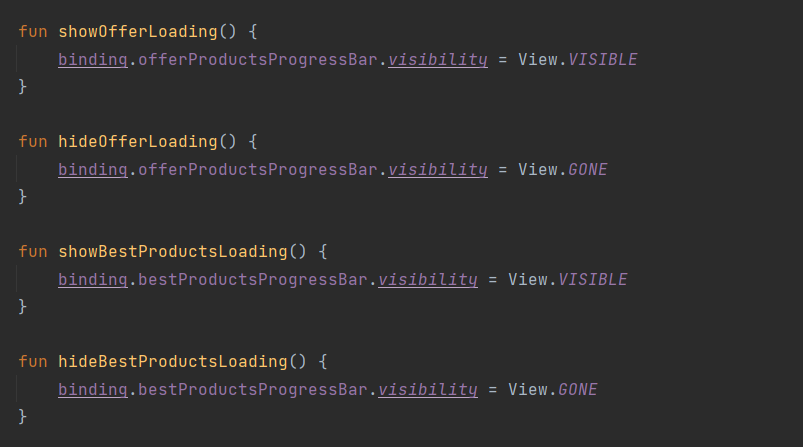 fun showOfferLoading() {
    binding.offerProductsProgressBar.visibility = View.VISIBLE
}
fun hideOfferLoading() {
    binding.offerProductsProgressBar.visibility = View.GONE
}
fun showBestProductsLoading() {
    binding.bestProductsProgressBar.visibility = View.VISIBLE
}
fun hideBestProductsLoading() {
    binding.bestProductsProgressBar.visibility = View.GONE
}